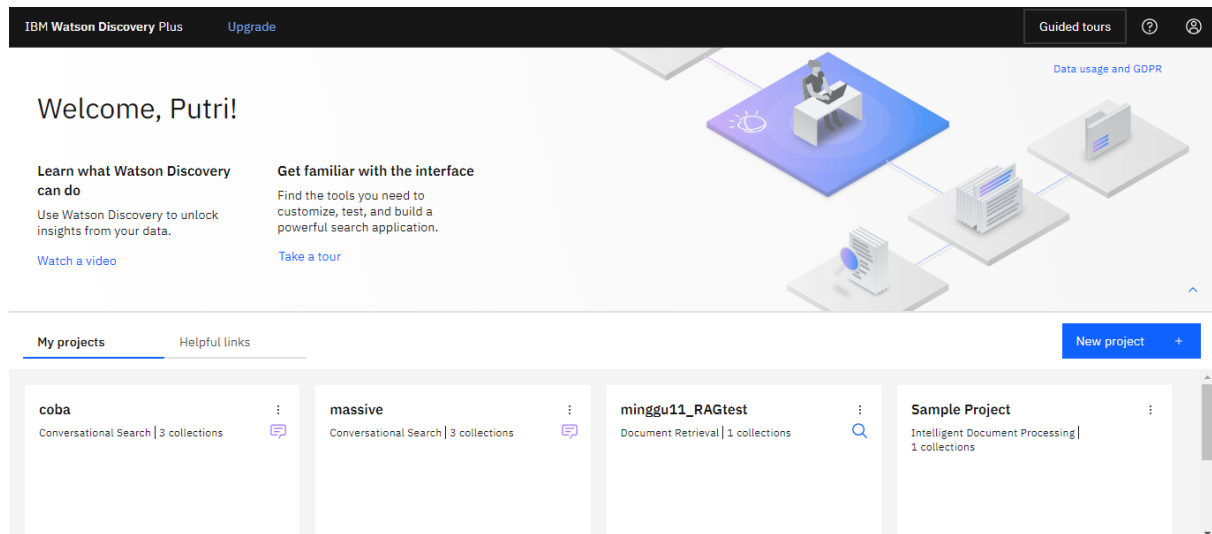 IBM Watson Discovery Plus
Upgrade
Guided tours
Data usage and GDPR
Welcome, Putri!
Learn what Watson Discovery
can do
Use Watson Discovery to unlock
insights from your data.
Watch a video
Get familiar with the interface
Find the tools you need to
customize, test, and build a
powerful search application.
Take a tour
My projects
Helpful links
New project +
coba
Conversational Search | 3 collections
massive
Conversational Search | 3 collections
minggu11_RAGtest
Document Retrieval | 1 collections
Sample Project
Intelligent Document Processing |
1 collections